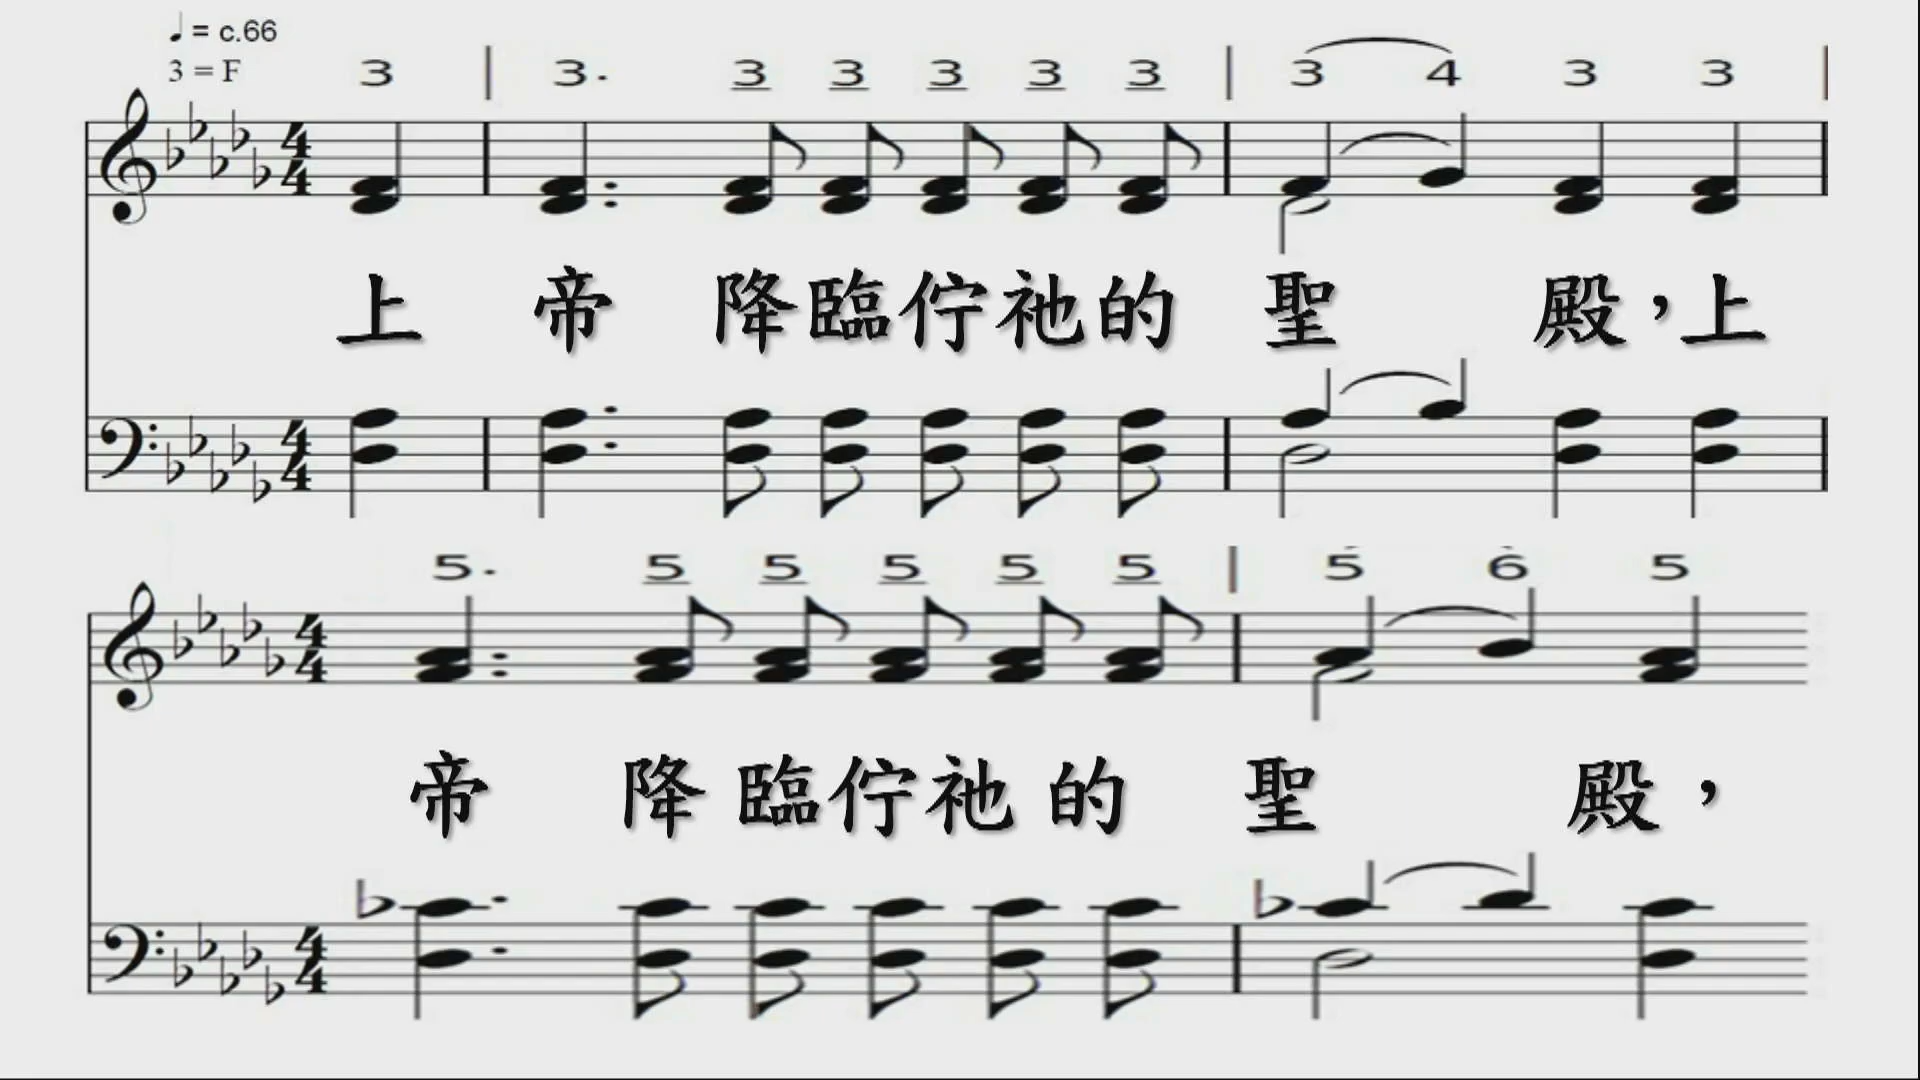 ♩ = c.66
3 = F 3 | 3· 3 3 3 3 3 | 3 4 3 3 |
上 帝 降臨佇祂的 聖 殿，上
5· 5 5 5 5 5 | 5 6 5
帝 降臨佇祂的 聖 殿，